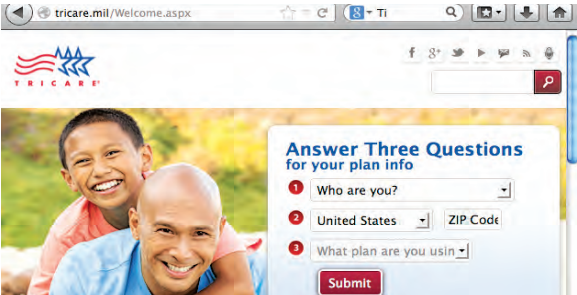 tricare.mil/Welcome.aspx
8 Ti
TRICARE
Answer Three Questions
for your plan info
1 Who are you?
2 United States ZIP Code
3 What plan are you usin
Submit